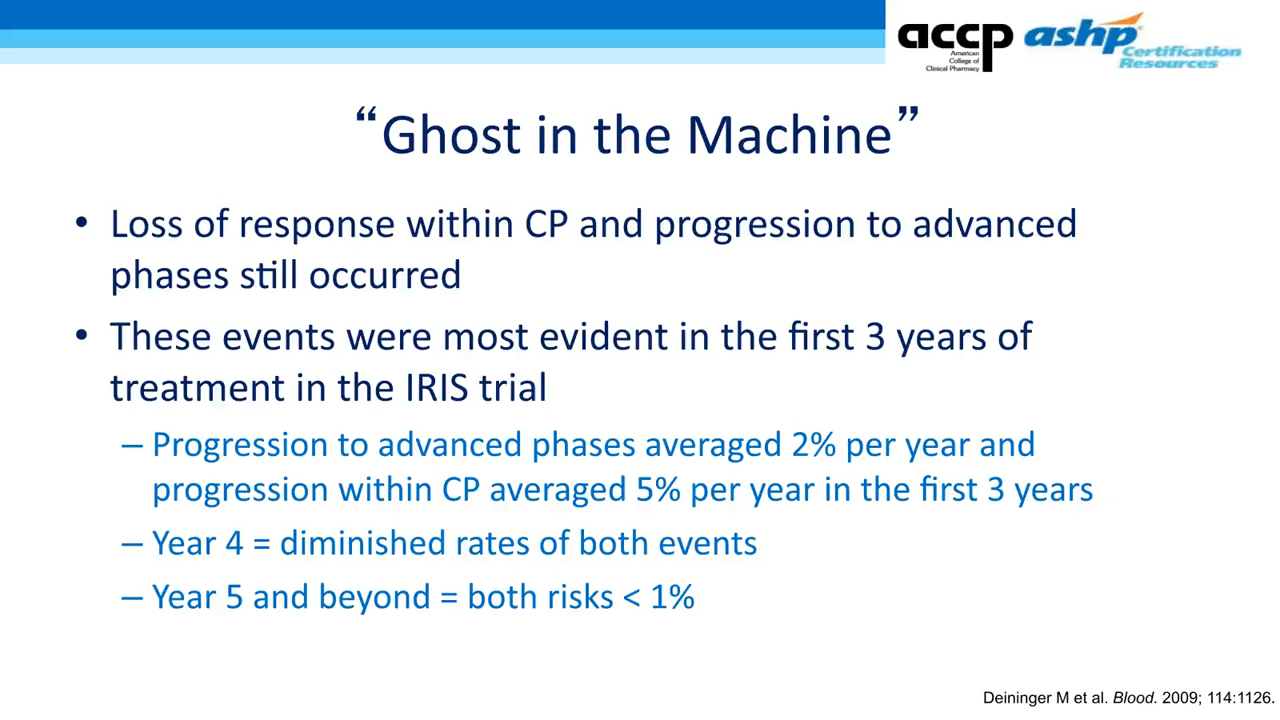 accp
American
College of
Clinical Pharmacy
ashp
Certification
Resources
“Ghost in the Machine”
• Loss of response within CP and progression to advanced
phases still occurred
• These events were most evident in the first 3 years of
treatment in the IRIS trial
– Progression to advanced phases averaged 2% per year and
progression within CP averaged 5% per year in the first 3 years
– Year 4 = diminished rates of both events
– Year 5 and beyond = both risks < 1%
Deininger M et al. Blood. 2009; 114:1126.